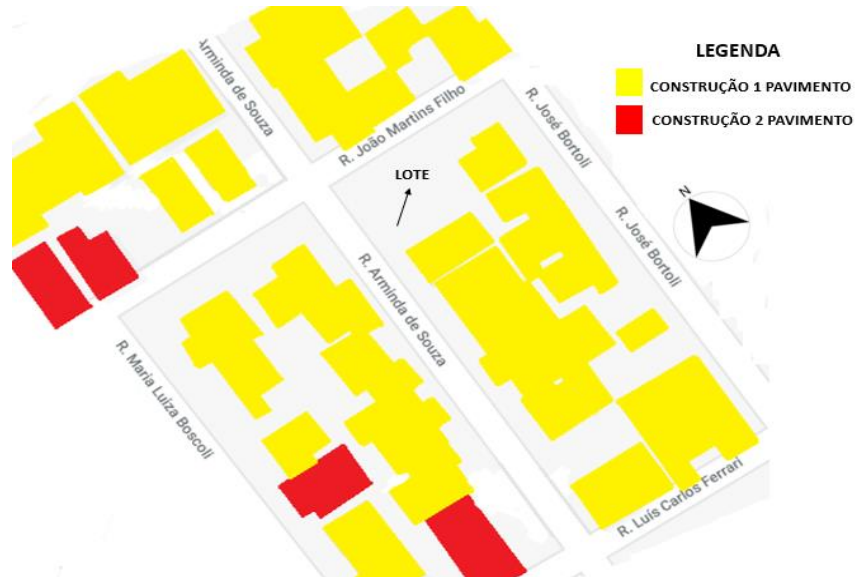 LEGENDA
CONSTRUÇÃO 1 PAVIMENTO
CONSTRUÇÃO 2 PAVIMENTO
Arminda de Souza
R. João Martins Filho
R. José Bortoli
LOTE
N
R. José Bortoli
R. Arminda de Souza
R. Maria Luiza Boscoli
R. Luís Carlos Ferrari